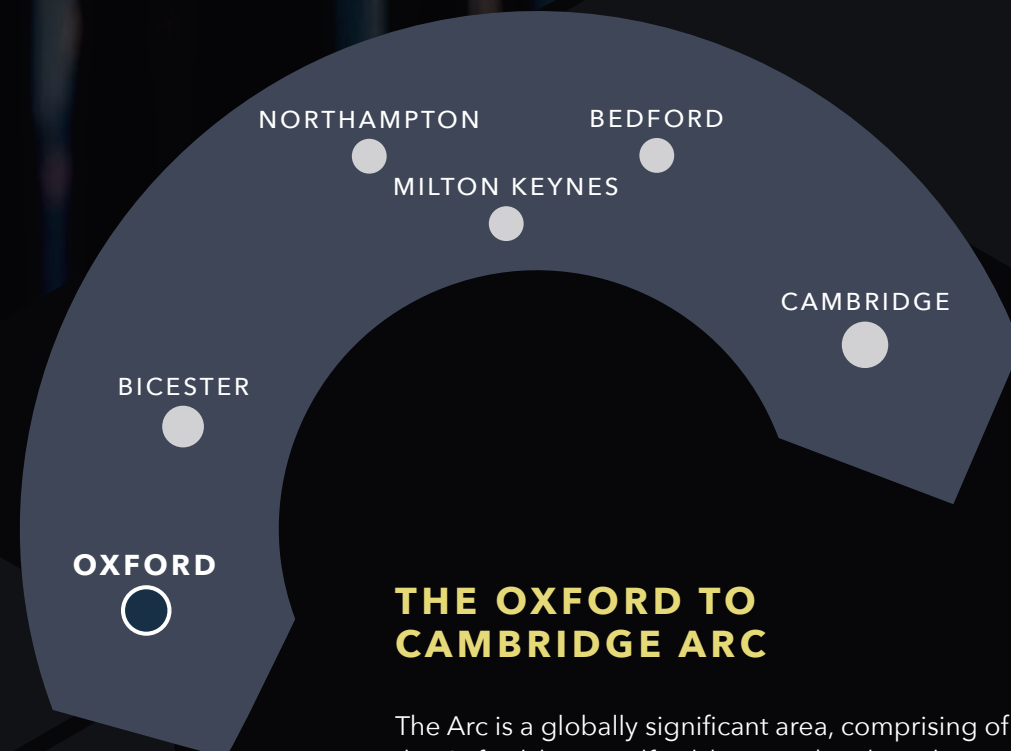 NORTHAMPTON
BEDFORD
MILTON KEYNES
CAMBRIDGE
BICESTER
OXFORD
THE OXFORD TO
CAMBRIDGE ARC
The Arc is a globally significant area, comprising of